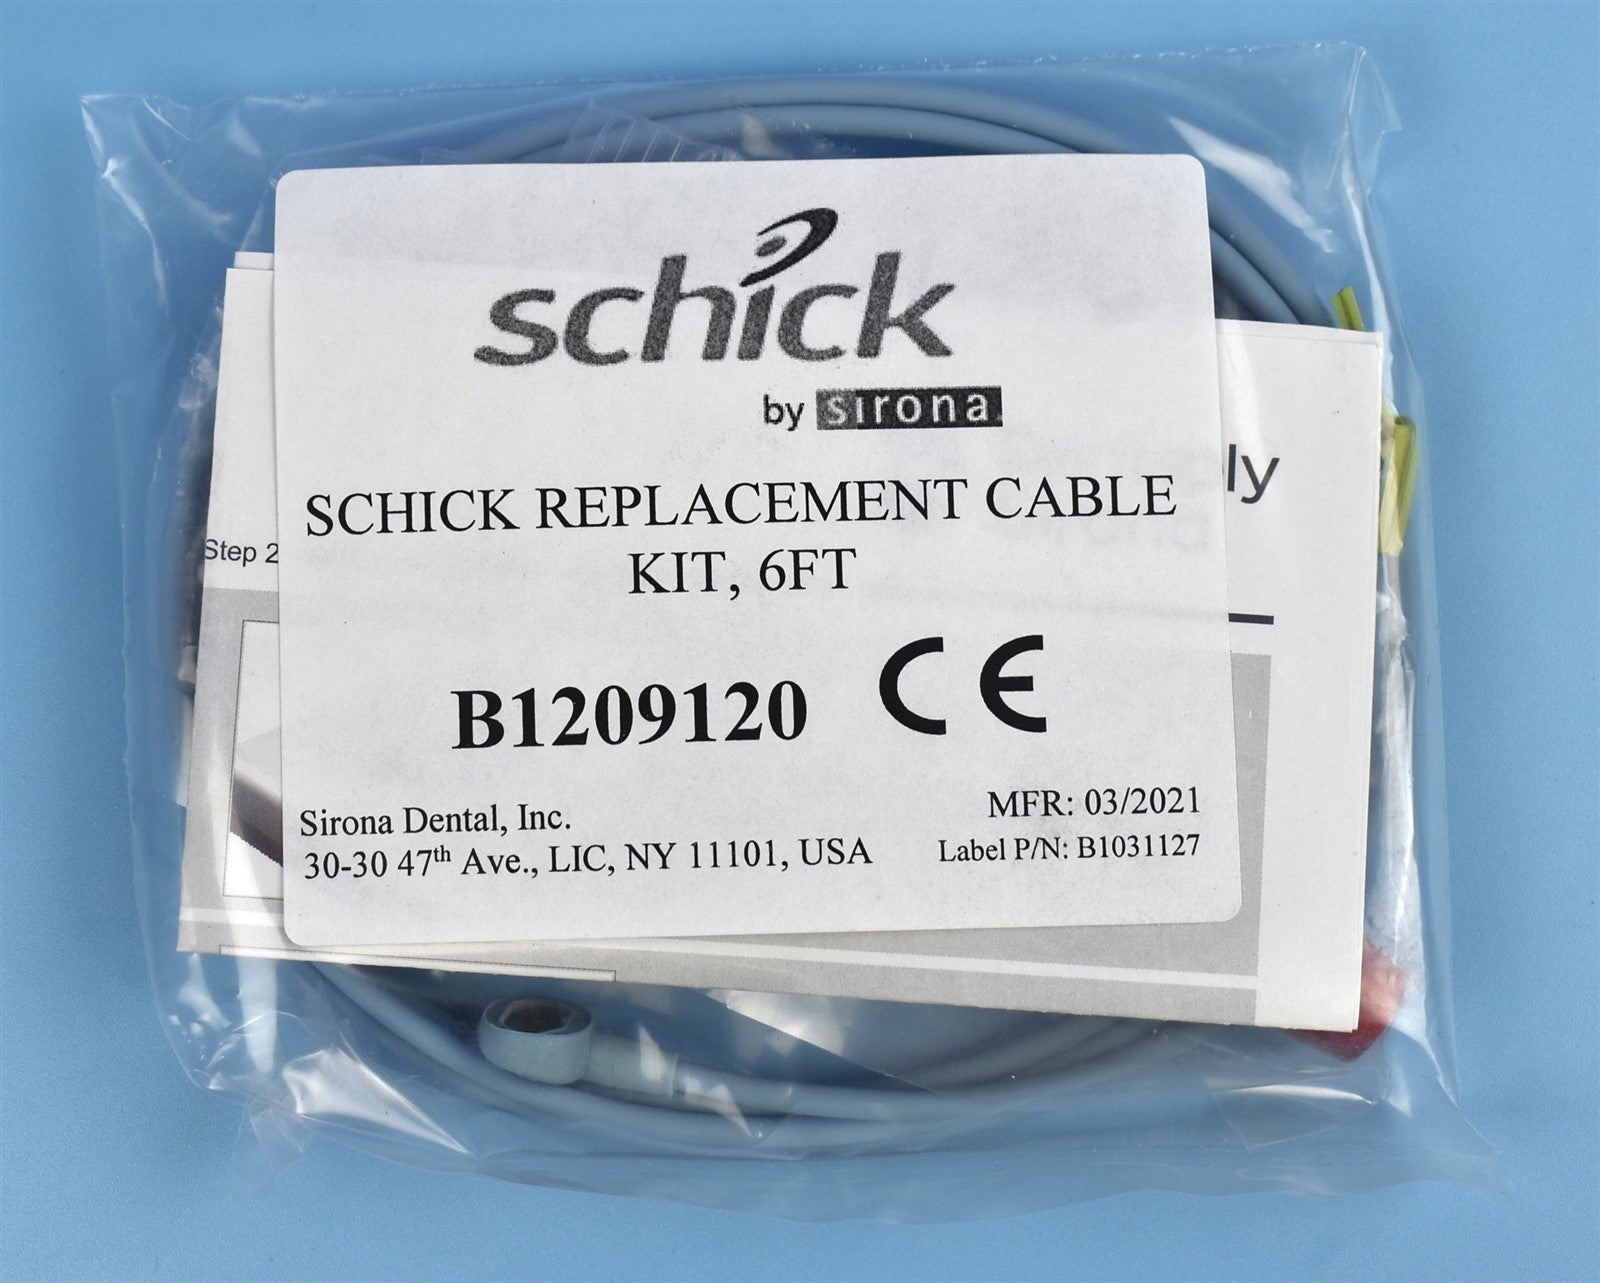 schick
by sirona
SCHICK REPLACEMENT CABLE
KIT, 6FT
B1209120 CE
Sirona Dental, Inc.
30-30 47th Ave., LIC, NY 11101, USA
MFR: 03/2021
Label P/N: B1031127
Step 2
ly